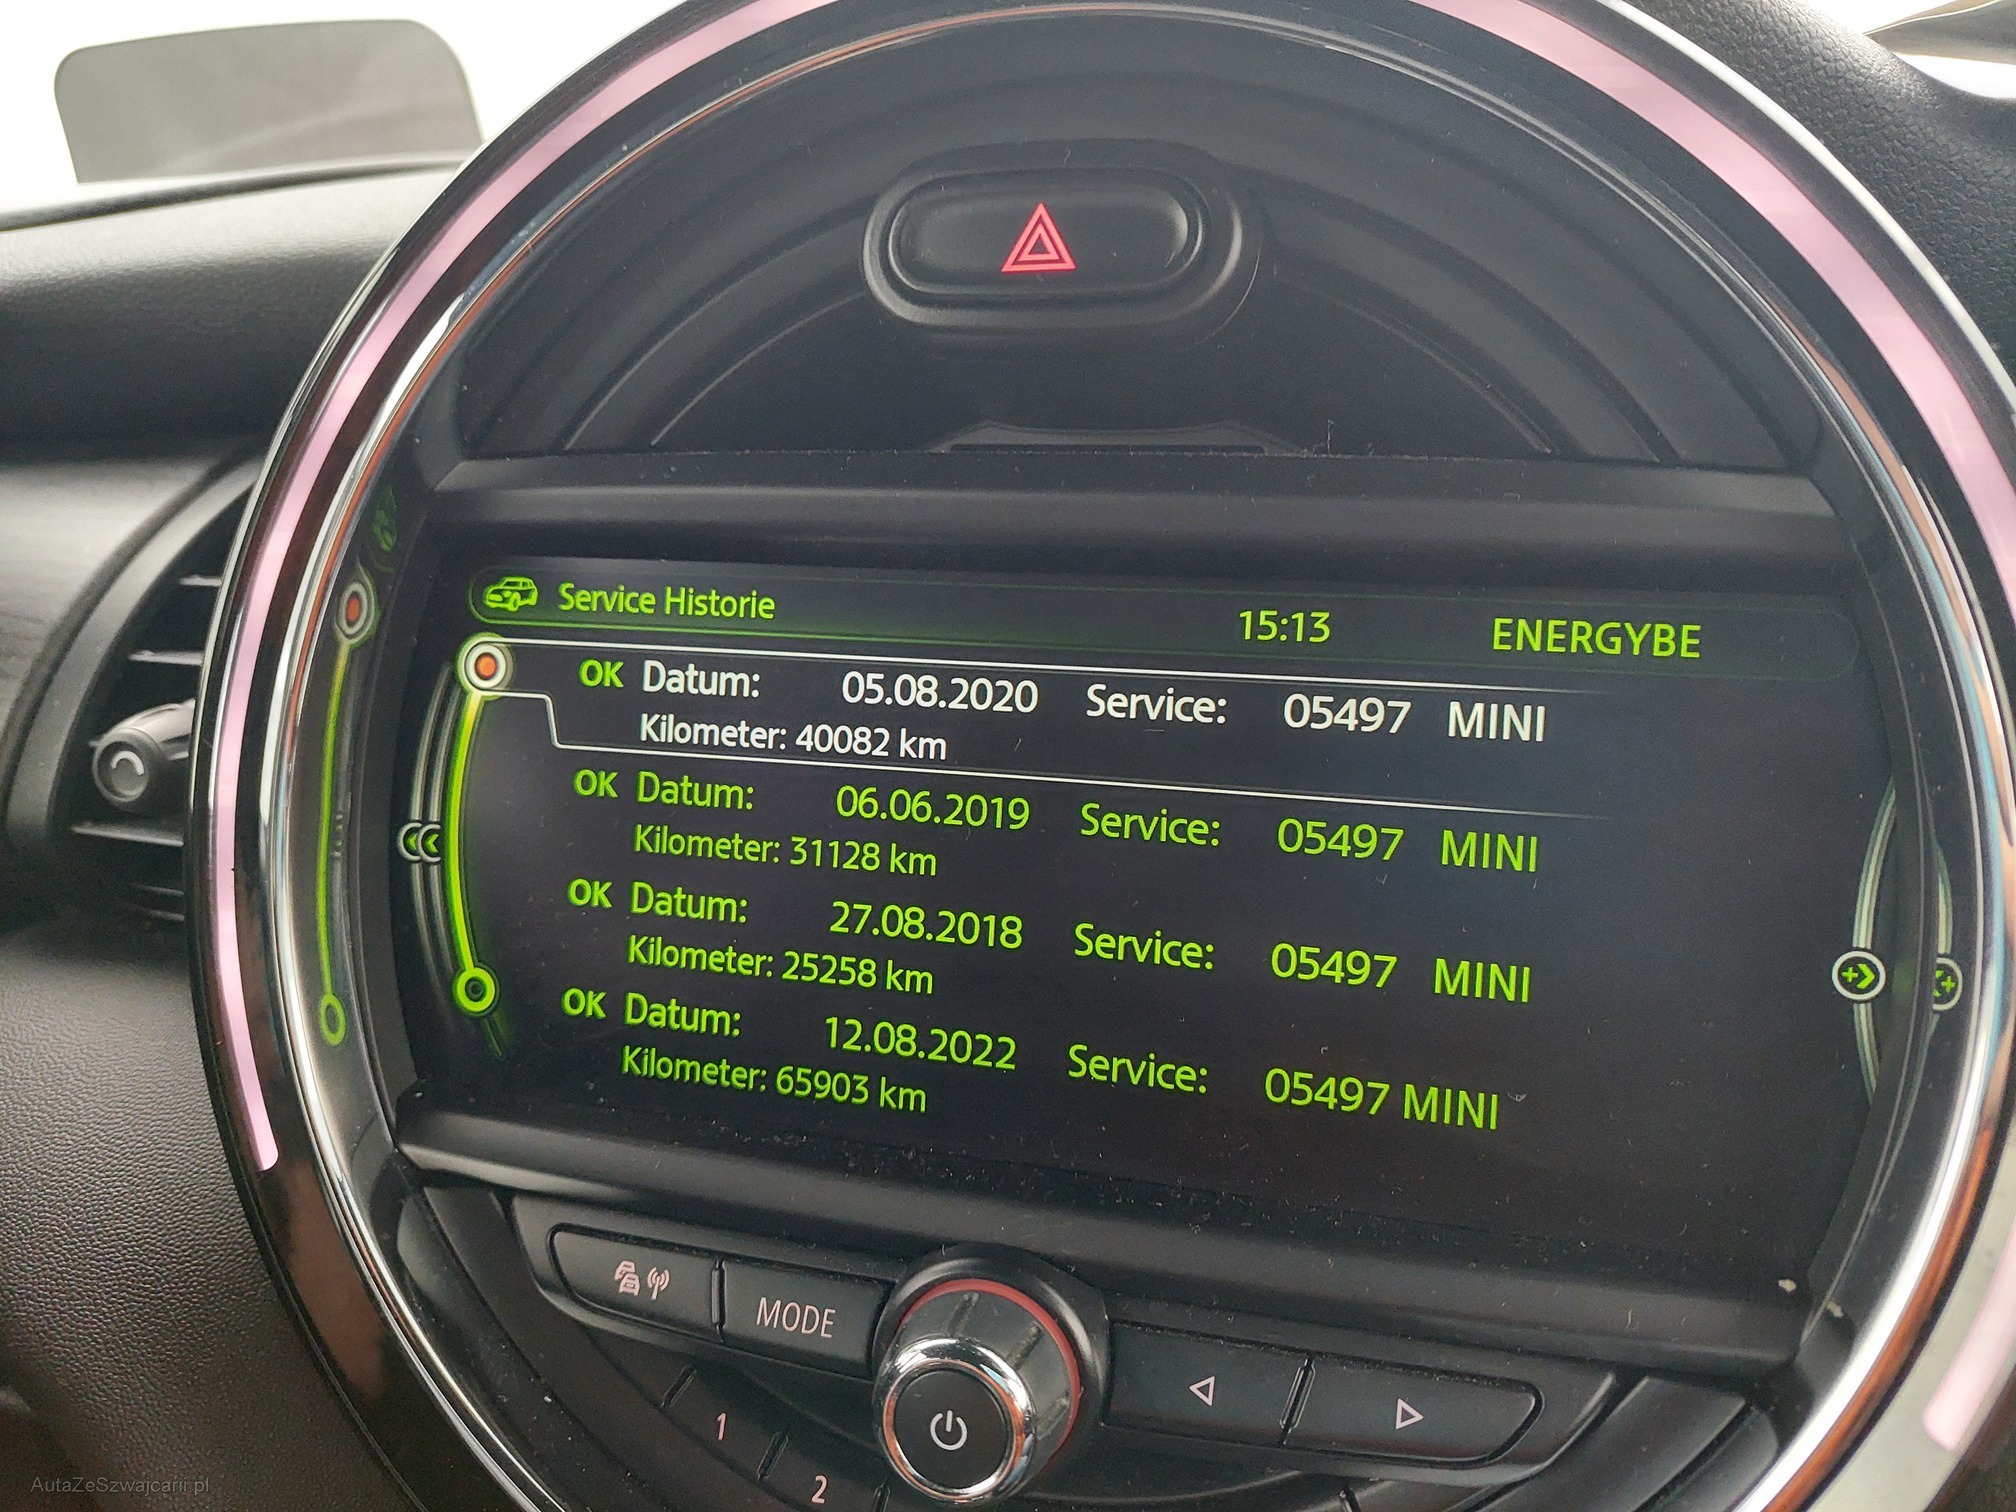 Service Historie 15:13 ENERGYBE
OK Datum: 05.08.2020 Service: 05497 MINI
Kilometer: 40082 km
OK Datum: 06.06.2019 Service: 05497 MINI
Kilometer: 31128 km
OK Datum: 27.08.2018 Service: 05497 MINI
Kilometer: 25258 km
OK Datum: 12.08.2022 Service: 05497 MINI
Kilometer: 65903 km
MODE
1
2
AutaZeSzwajcarii.pl